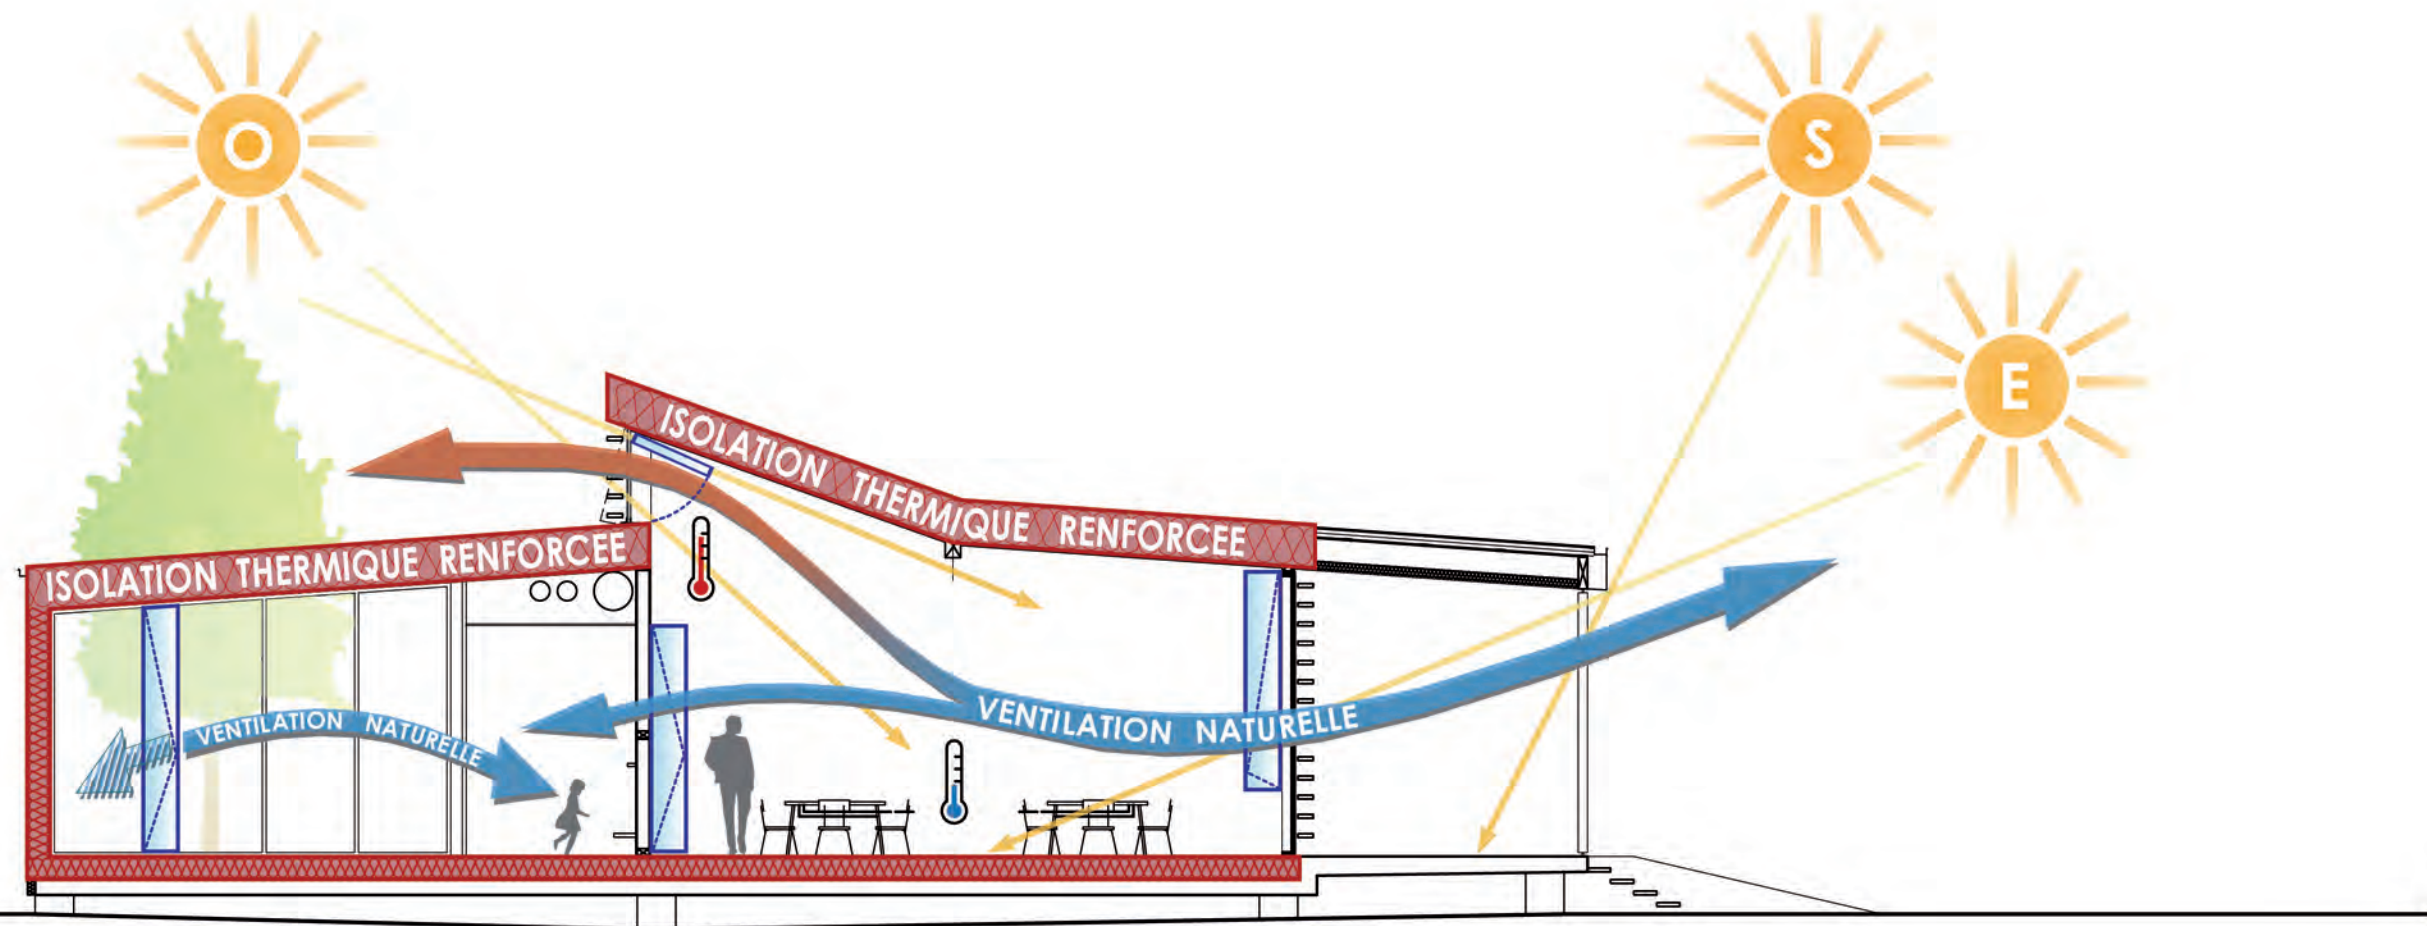 O
S
E
ISOLATION THERMIQUE RENFORCEE
ISOLATION THERMIQUE RENFORCEE
VENTILATION NATURELLE
VENTILATION NATURELLE